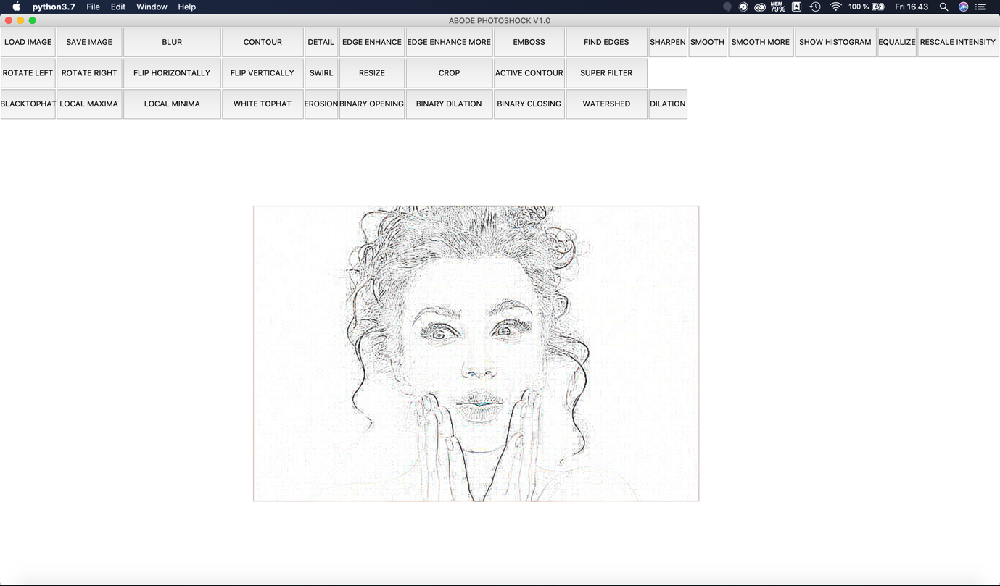 python3.7 File Edit Window Help MEM 79% 100 % Fri 16.43
ABODE PHOTOSHOCK V1.0
LOAD IMAGE SAVE IMAGE BLUR CONTOUR DETAIL EDGE ENHANCE EDGE ENHANCE MORE EMBOSS FIND EDGES SHARPEN SMOOTH SMOOTH MORE SHOW HISTOGRAM EQUALIZE RESCALE INTENSITY
ROTATE LEFT ROTATE RIGHT FLIP HORIZONTALLY FLIP VERTICALLY SWIRL RESIZE CROP ACTIVE CONTOUR SUPER FILTER
BLACKTOPHAT LOCAL MAXIMA LOCAL MINIMA WHITE TOPHAT EROSION BINARY OPENING BINARY DILATION BINARY CLOSING WATERSHED DILATION